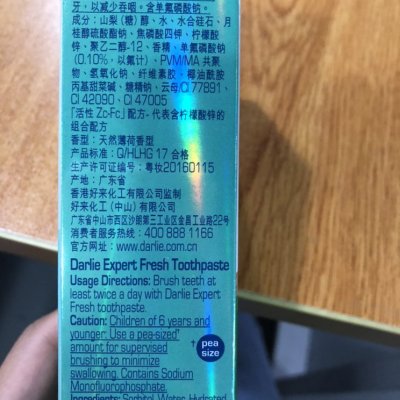 牙，以减少吞咽。含单氟磷酸钠。
成分：山梨（糖）醇、水、水合硅石、月
桂醇硫酸酯钠、焦磷酸四钾、柠檬酸
锌、聚乙二醇-12、香精、单氟磷酸钠
（0.10%，以氟计）、PVM/MA 共聚
物、氢氧化钠、纤维素胶、椰油酰胺
丙基甜菜碱、糖精钠、云母/CI 77891、
CI 42090、CI 47005
「活性 Zc-Fc」配方- 代表含柠檬酸锌的
组合配方
香型：天然薄荷香型
产品标准：Q/HLHG 17 合格
生产许可证编号：粤妆20160115
产地：广东省
香港好来化工有限公司监制
好来化工（中山）有限公司
广东省中山市西区沙朗第三工业区金昌工业路22号
消费者服务热线：400 888 1166
官方网址：www.darlie.com.cn
Darlie Expert Fresh Toothpaste
Usage Directions: Brush teeth at
least twice a day with Darlie Expert
Fresh toothpaste.
Caution: Children of 6 years and
younger: Use a pea-sized†
amount for supervised
brushing to minimize
swallowing. Contains Sodium
Monofluorophosphate.
† pea
size
Ingredients: Sorbitol, Water, Hydrated